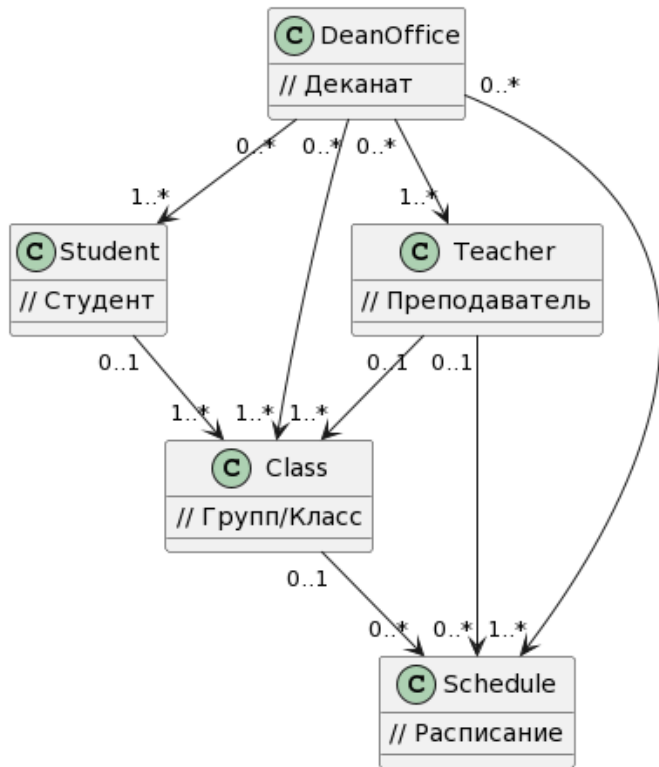 C DeanOffice
// Деканат
0..*
0..*
0..*
0..*
1..*
1..*
C Student
// Студент
C Teacher
// Преподаватель
0..1
0..1
0..1
1..*
1..*
1..*
C Class
// Групп/Класс
0..1
0..*
0..*
1..*
C Schedule
// Расписание